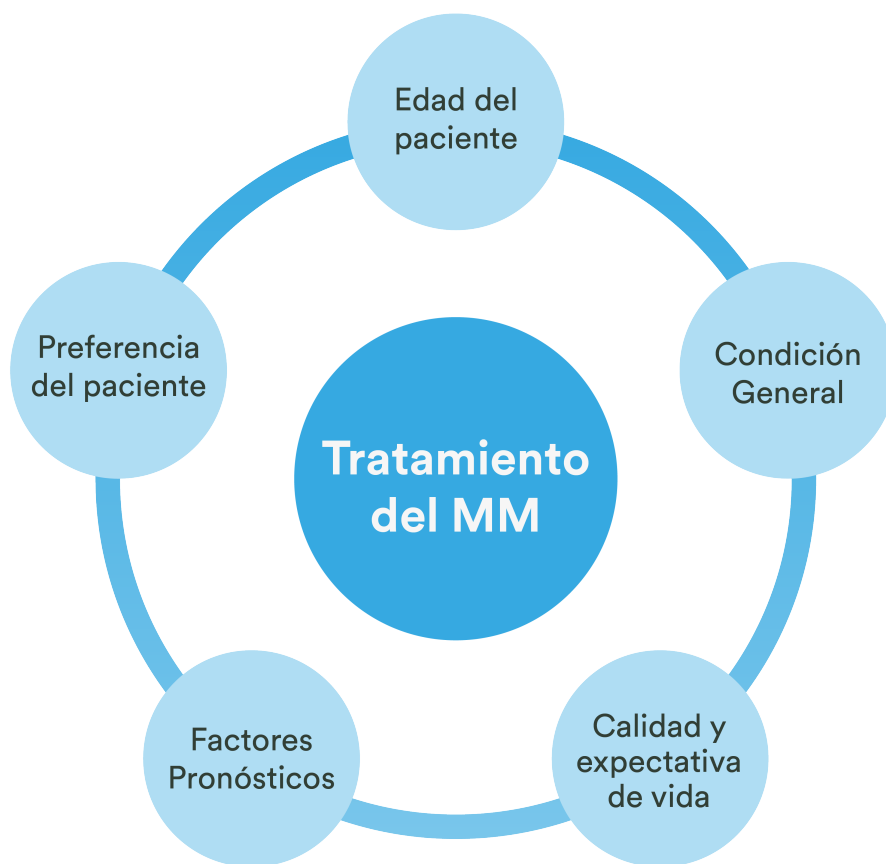 Edad del
paciente
Preferencia
del paciente
Condición
General
Tratamiento
del MM
Factores
Pronósticos
Calidad y
expectativa
de vida